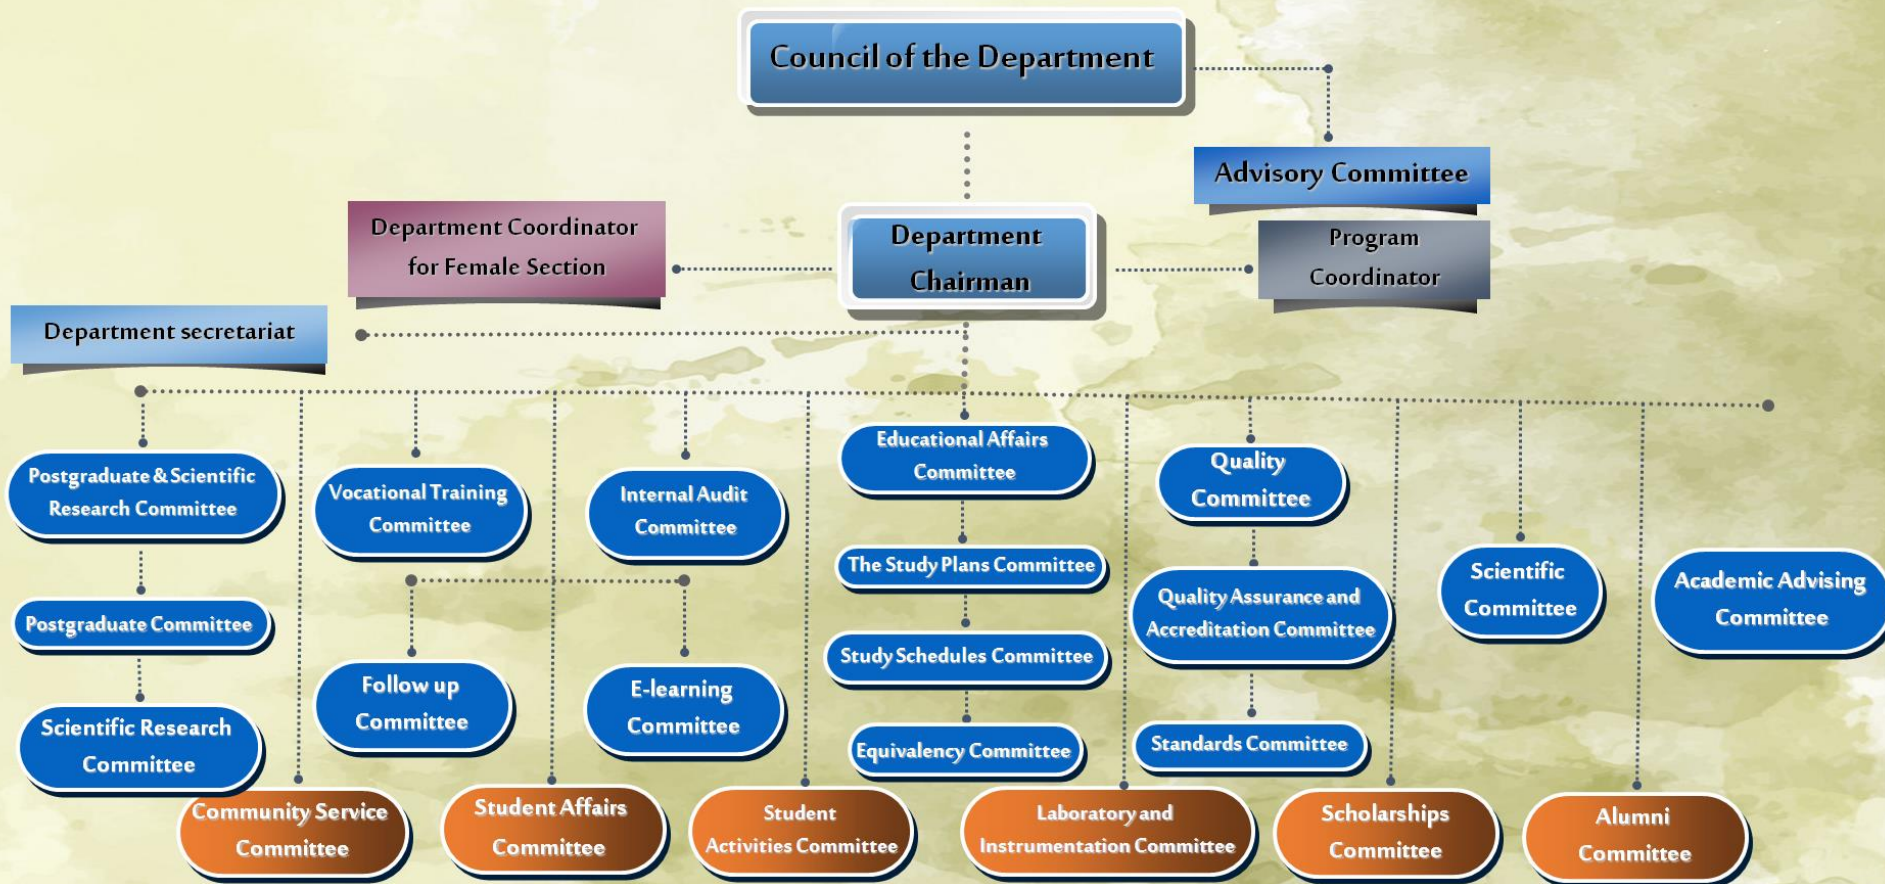 Council of the Department
Advisory Committee
Department Coordinator
for Female Section
Department
Chairman
Program
Coordinator
Department secretariat
Postgraduate & Scientific
Research Committee
Vocational Training
Committee
Internal Audit
Committee
Educational Affairs
Committee
Quality
Committee
Scientific
Committee
Academic Advising
Committee
Postgraduate Committee
Scientific Research
Committee
Follow up
Committee
E-learning
Committee
The Study Plans Committee
Study Schedules Committee
Equivalency Committee
Quality Assurance and
Accreditation Committee
Standards Committee
Community Service
Committee
Student Affairs
Committee
Student
Activities Committee
Laboratory and
Instrumentation Committee
Scholarships
Committee
Alumni
Committee